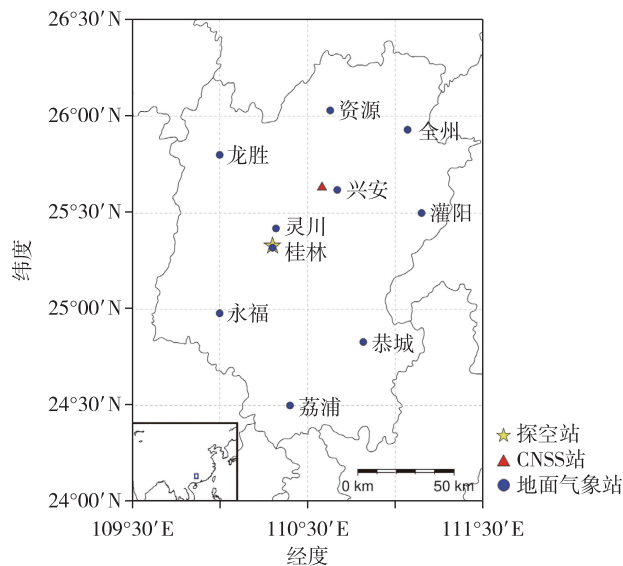 26°30′N
26°00′N
25°30′N
25°00′N
24°30′N
24°00′N
纬度
资源
全州
龙胜
兴安
灌阳
灵川
桂林
永福
恭城
荔浦
0 km 50 km
109°30′E 110°30′E 111°30′E
经度
探空站
CNSS站
地面气象站